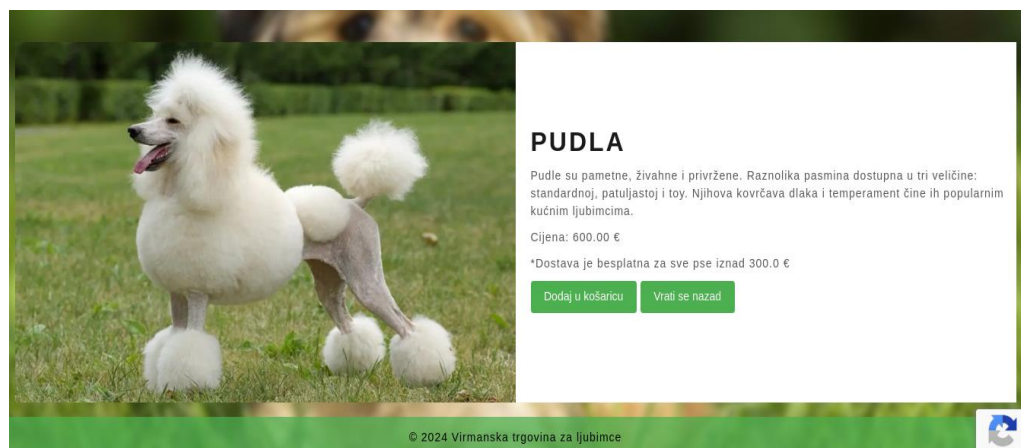 PUDLA
Pudle su pametne, živahne i privržene. Raznolika pasmina dostupna u tri veličine:
standardnoj, patuljastoj i toy. Njihova kovrčava dlaka i temperament čine ih popularnim
kućnim ljubimcima.
Cijena: 600.00 €
*Dostava je besplatna za sve pse iznad 300.0 €
Dodaj u košaricu Vrati se nazad
© 2024 Virmanska trgovina za ljubimce